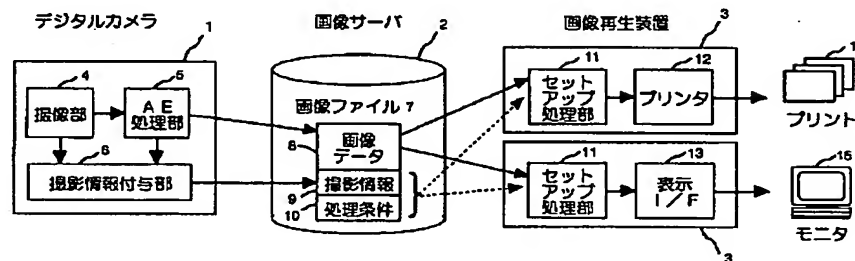 デジタルカメラ
1
4
5
撮像部
AE
処理部
6
撮影情報付与部
画像サーバ
2
画像ファイル 7
8
画像
データ
9
撮影情報
10
処理条件
画像再生装置
3
11
セット
アップ
処理部
12
プリンタ
1
プリント
11
セット
アップ
処理部
13
表示
I/F
15
モニタ
3